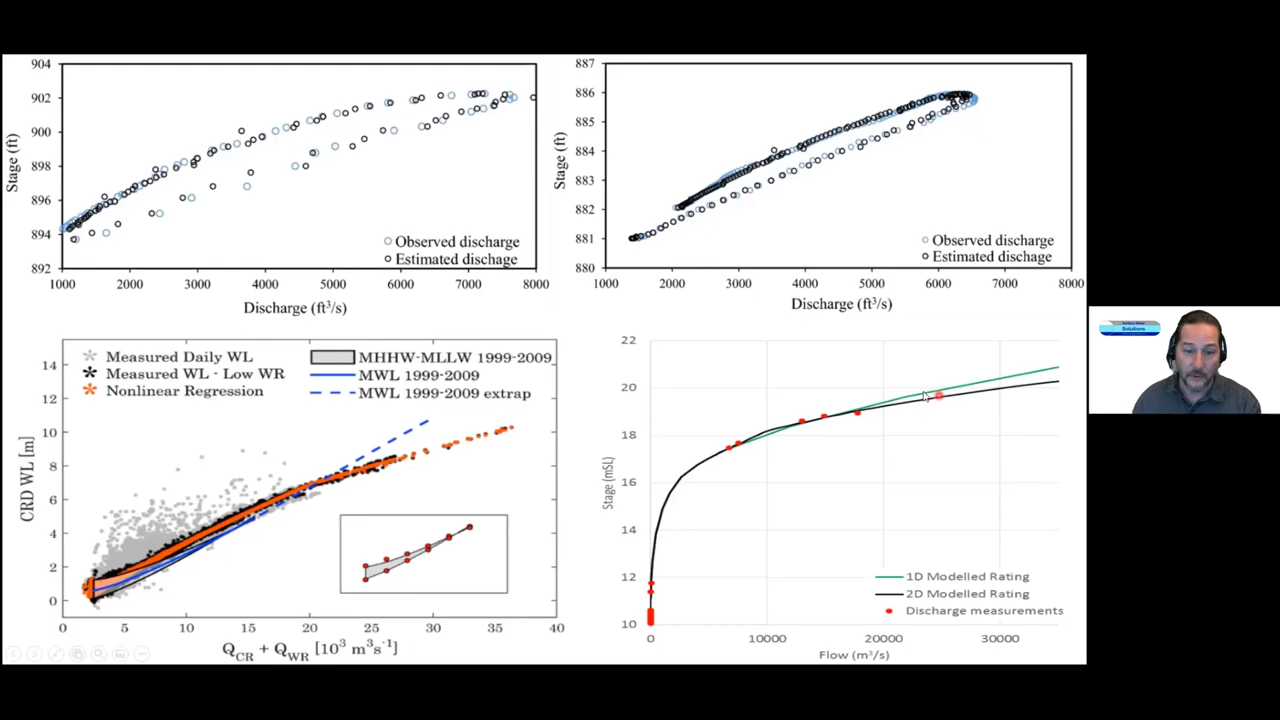 904
902
900
898
896
894
892
Stage (ft)
Observed discharge
Estimated dischage
1000 2000 3000 4000 5000 6000 7000 8000
Discharge (ft³/s)
887
886
885
884
883
882
881
880
Stage (ft)
Observed discharge
Estimated dischage
1000 2000 3000 4000 5000 6000 7000 8000
Discharge (ft³/s)
14
12
10
8
6
4
2
0
CRD WL [m]
Measured Daily WL
Measured WL - Low WR
Nonlinear Regression
MHHW-MLLW 1999-2009
MWL 1999-2009
MWL 1999-2009 extrap
0 5 10 15 20 25 30 35 40
Q_CR + Q_WR [10³ m³s⁻¹]
22
20
18
16
14
12
10
Stage (mSL)
1D Modelled Rating
2D Modelled Rating
Discharge measurements
0 10000 20000 30000
Flow (m³/s)
Solutions